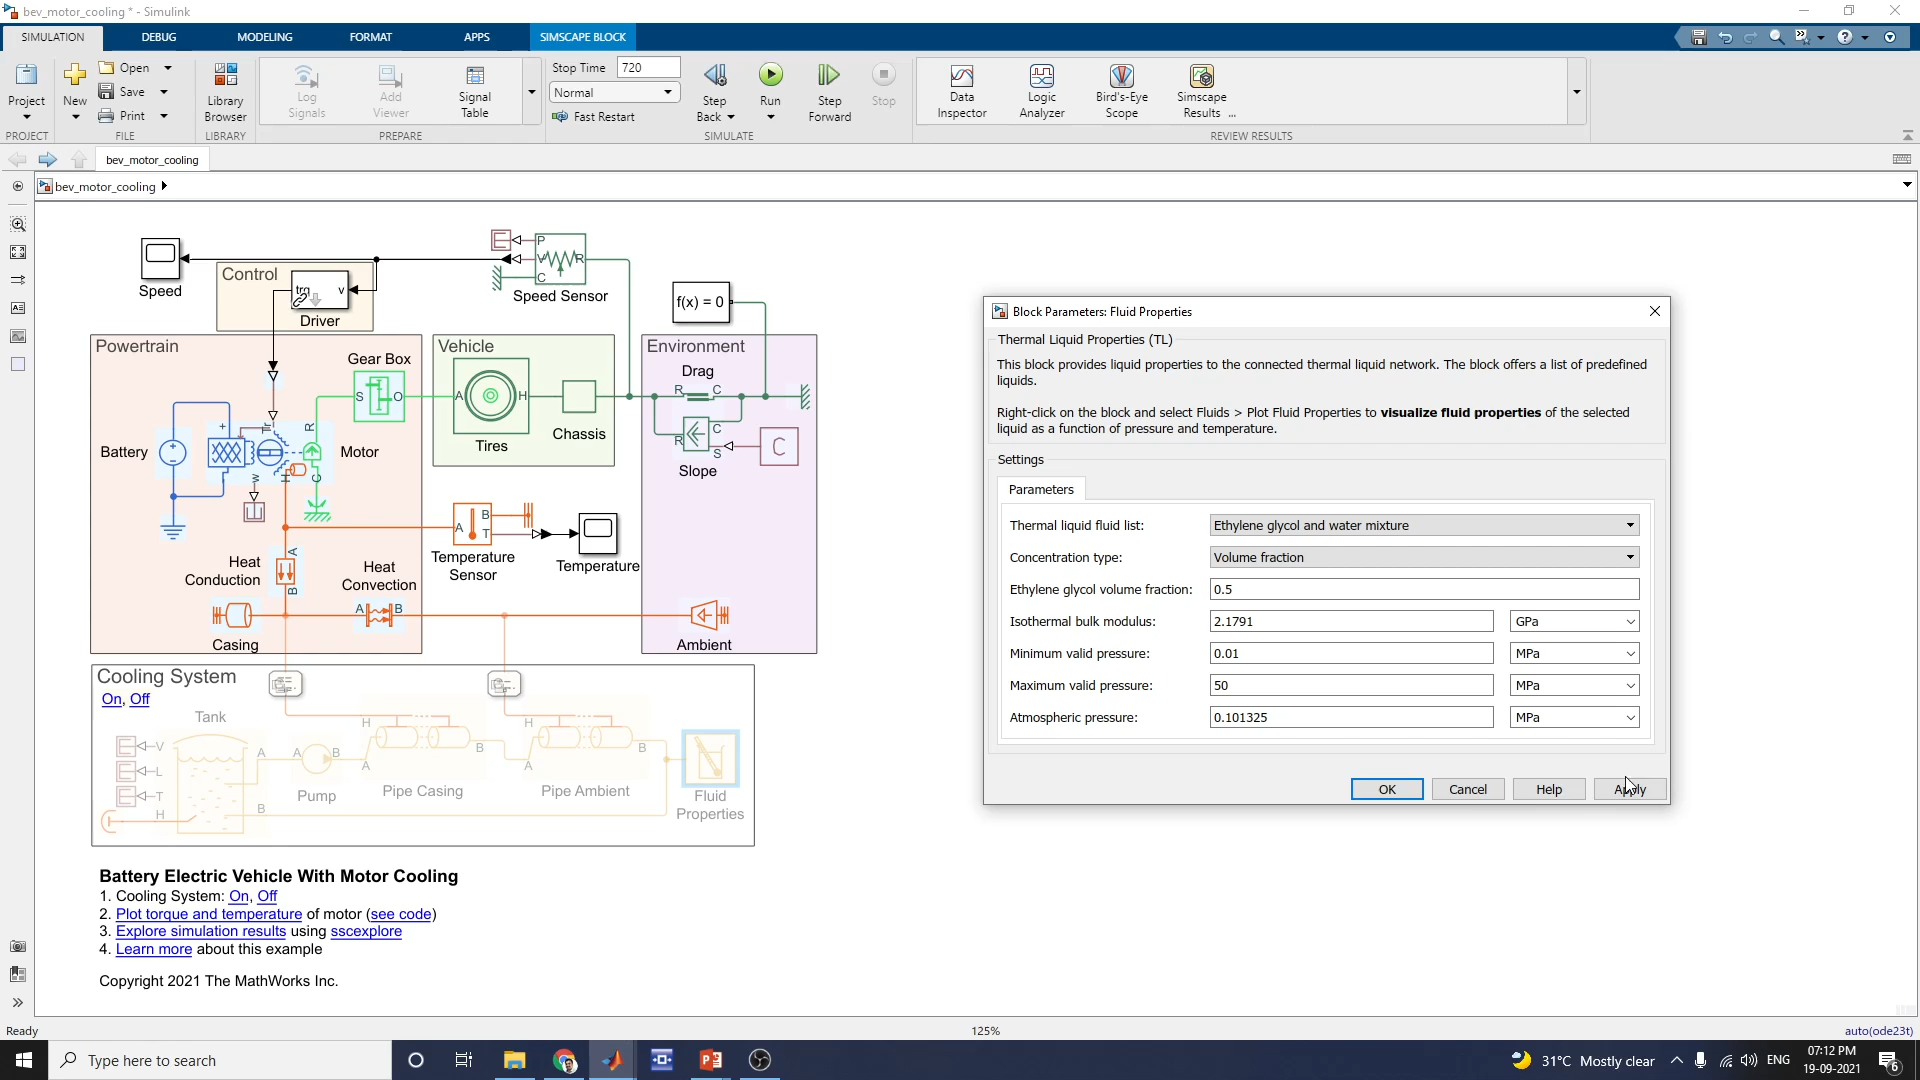 bev_motor_cooling * - Simulink
SIMULATION
DEBUG
MODELING
FORMAT
APPS
SIMSCAPE BLOCK
Project
New
Open
Save
Print
Library
Browser
Log
Signals
Add
Viewer
Signal
Table
Stop Time 720
Normal
Fast Restart
Step
Back
Run
Step
Forward
Stop
Data
Inspector
Logic
Analyzer
Bird's-Eye
Scope
Simscape
Results ...
PROJECT
FILE
LIBRARY
PREPARE
SIMULATE
REVIEW RESULTS
bev_motor_cooling
bev_motor_cooling
Speed
Control
trq v
Driver
P
V R
C
Speed Sensor
f(x) = 0
Powertrain
Gear Box
S O
Battery
+
Tr
W H C
R
Motor
Vehicle
A H
Tires
Chassis
Environment
Drag
R C
C
R S
C
Slope
A B
T
Temperature
Sensor
Temperature
Heat
Conduction
A
B
Heat
Convection
A B
Casing
Ambient
Cooling System
On, Off
Tank
V
L
T
H
A
B
A B
Pump
H
A B
Pipe Casing
H
A B
Pipe Ambient
Fluid
Properties
Battery Electric Vehicle With Motor Cooling
1. Cooling System: On, Off
2. Plot torque and temperature of motor (see code)
3. Explore simulation results using sscexplore
4. Learn more about this example
Copyright 2021 The MathWorks Inc.
Block Parameters: Fluid Properties
Thermal Liquid Properties (TL)
This block provides liquid properties to the connected thermal liquid network. The block offers a list of predefined
liquids.
Right-click on the block and select Fluids > Plot Fluid Properties to visualize fluid properties of the selected
liquid as a function of pressure and temperature.
Settings
Parameters
Thermal liquid fluid list: Ethylene glycol and water mixture
Concentration type: Volume fraction
Ethylene glycol volume fraction: 0.5
Isothermal bulk modulus: 2.1791 GPa
Minimum valid pressure: 0.01 MPa
Maximum valid pressure: 50 MPa
Atmospheric pressure: 0.101325 MPa
OK
Cancel
Help
Apply
Ready
125%
auto(ode23t)
Type here to search
31°C Mostly clear
ENG
07:12 PM
19-09-2021
6